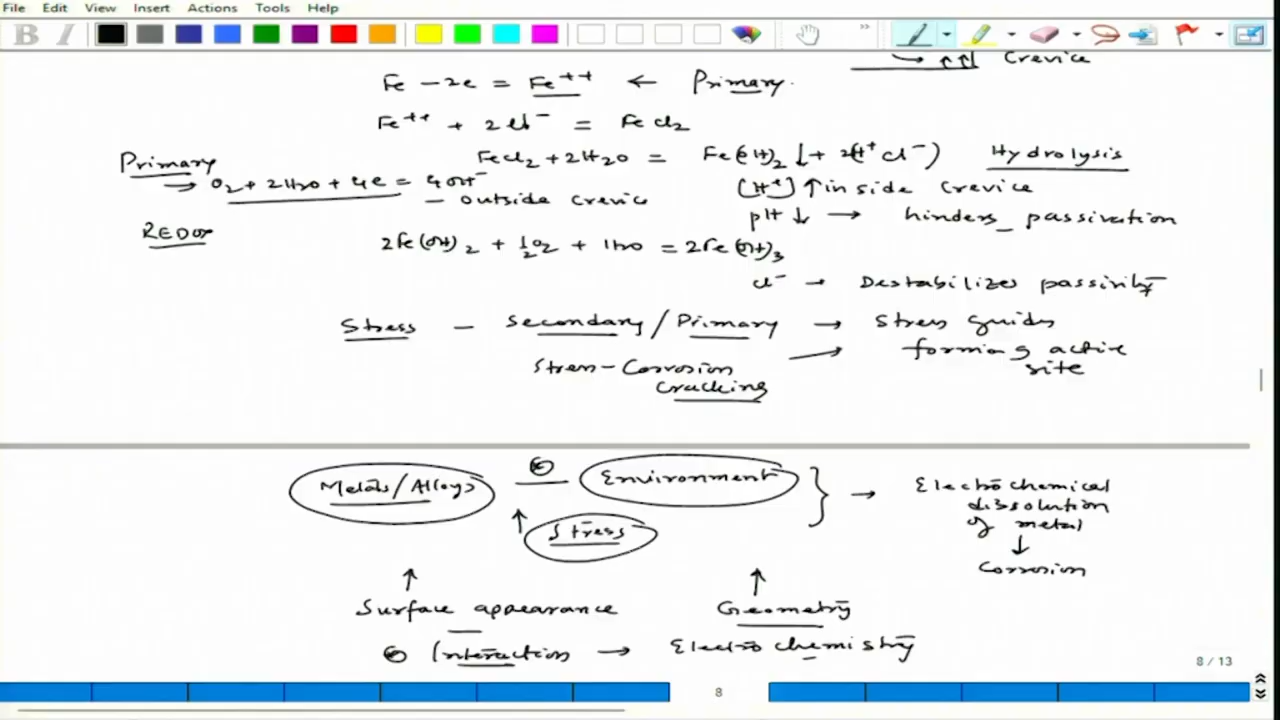 File Edit View Insert Actions Tools Help
B I
→ ↑↑↓ Crevice
Fe - 2e = Fe++ ← Primary.
Fe++ + 2Cl- = FeCl2
Primary
FeCl2 + 2H2O = Fe(OH)2 ↓ + 2(H+Cl-) Hydrolysis
→ O2 + 2H2O + 4e = 4OH-
- outside crevice
[H+] ↑ inside crevice
pH ↓ → hinders passivation
REDOX
2Fe(OH)2 + 1/2 O2 + H2O = 2Fe(OH)3
Cl- → Destabilizes passivity
Stress - Secondary / Primary → Stress guides
forming active
site
Stress-Corrosion
Cracking
Metals/Alloys
Environment
} → Electrochemical
dissolution
of metal
↓
Corrosion
↑ Stress
↑ ↑
Surface appearance
Geometry
Interaction → Electrochemistry
8 / 13
8